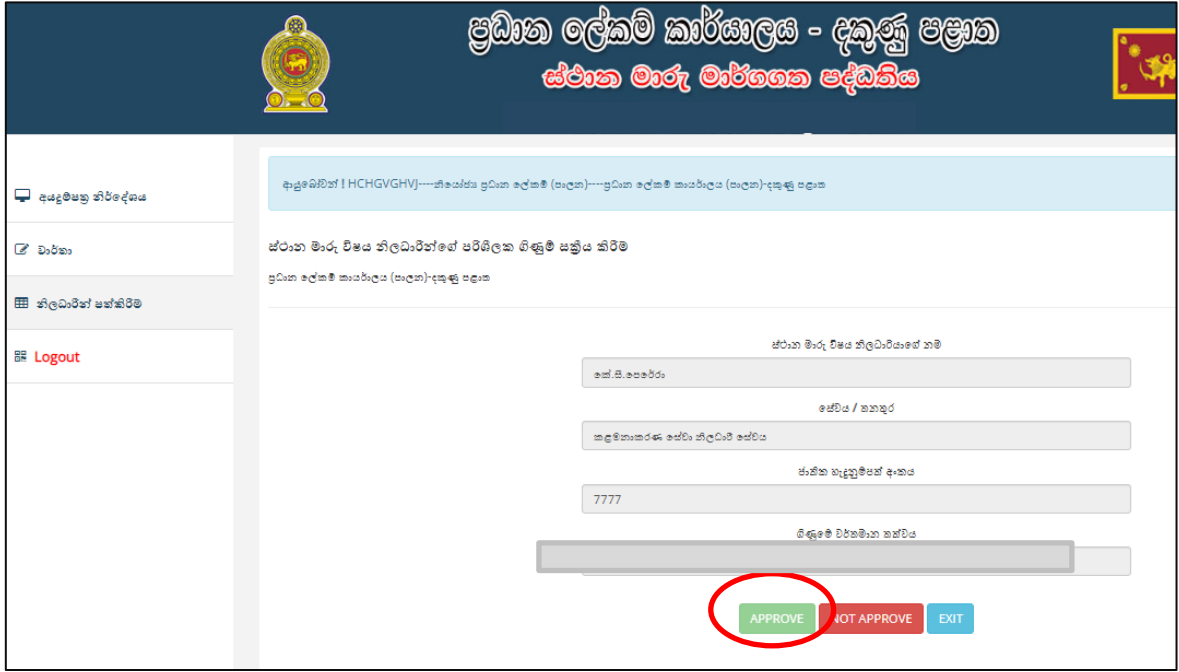 ප්‍රධාන ලේකම් කාර්යාලය - දකුණු පළාත
ස්ථාන මාරු මාර්ගගත පද්ධතිය
අයදුම්පත්‍ර නිර්දේශය
වාර්තා
නිලධාරීන් පත්කිරීම
Logout
ආයුබෝවන් ! HCHGVGHVJ----නියෝජ්‍ය ප්‍රධාන ලේකම් (පාලන)----ප්‍රධාන ලේකම් කාර්යාලය (පාලන)-දකුණු පළාත
ස්ථාන මාරු විෂය නිලධාරීන්ගේ පරිශීලක ගිණුම් සක්‍රීය කිරීම
ප්‍රධාන ලේකම් කාර්යාලය (පාලන)-දකුණු පළාත
ස්ථාන මාරු විෂය නිලධාරියාගේ නම
කේ.සී.පෙරේරා
සේවය / තනතුර
කළමනාකරණ සේවා නිලධාරී සේවය
ජාතික හැඳුනුම්පත් අංකය
7777
ගිණුමේ වර්තමාන තත්වය
APPROVE
NOT APPROVE
EXIT